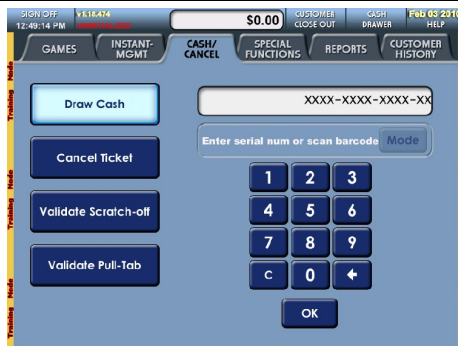 SIGN OFF v1.18.474 $0.00 CUSTOMER CLOSE OUT CASH DRAWER Feb 03 2010
12:49:14 PM HELP
GAMES INSTANT-MGMT CASH/CANCEL SPECIAL FUNCTIONS REPORTS CUSTOMER HISTORY
Training Mode
Draw Cash
XXXX-XXXX-XXXX-XX
Enter serial num or scan barcode Mode
Cancel Ticket
1 2 3
Training Mode
Validate Scratch-off
4 5 6
7 8 9
Validate Pull-Tab
C 0
OK
Training Mode